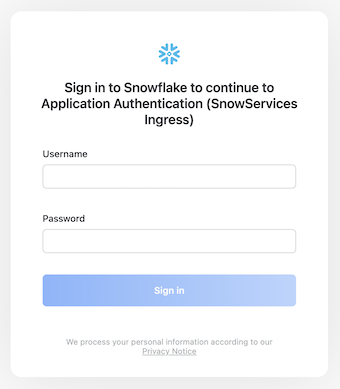 Sign in to Snowflake to continue to
Application Authentication (SnowServices
Ingress)
Username
Password
Sign in
We process your personal information according to our
Privacy Notice